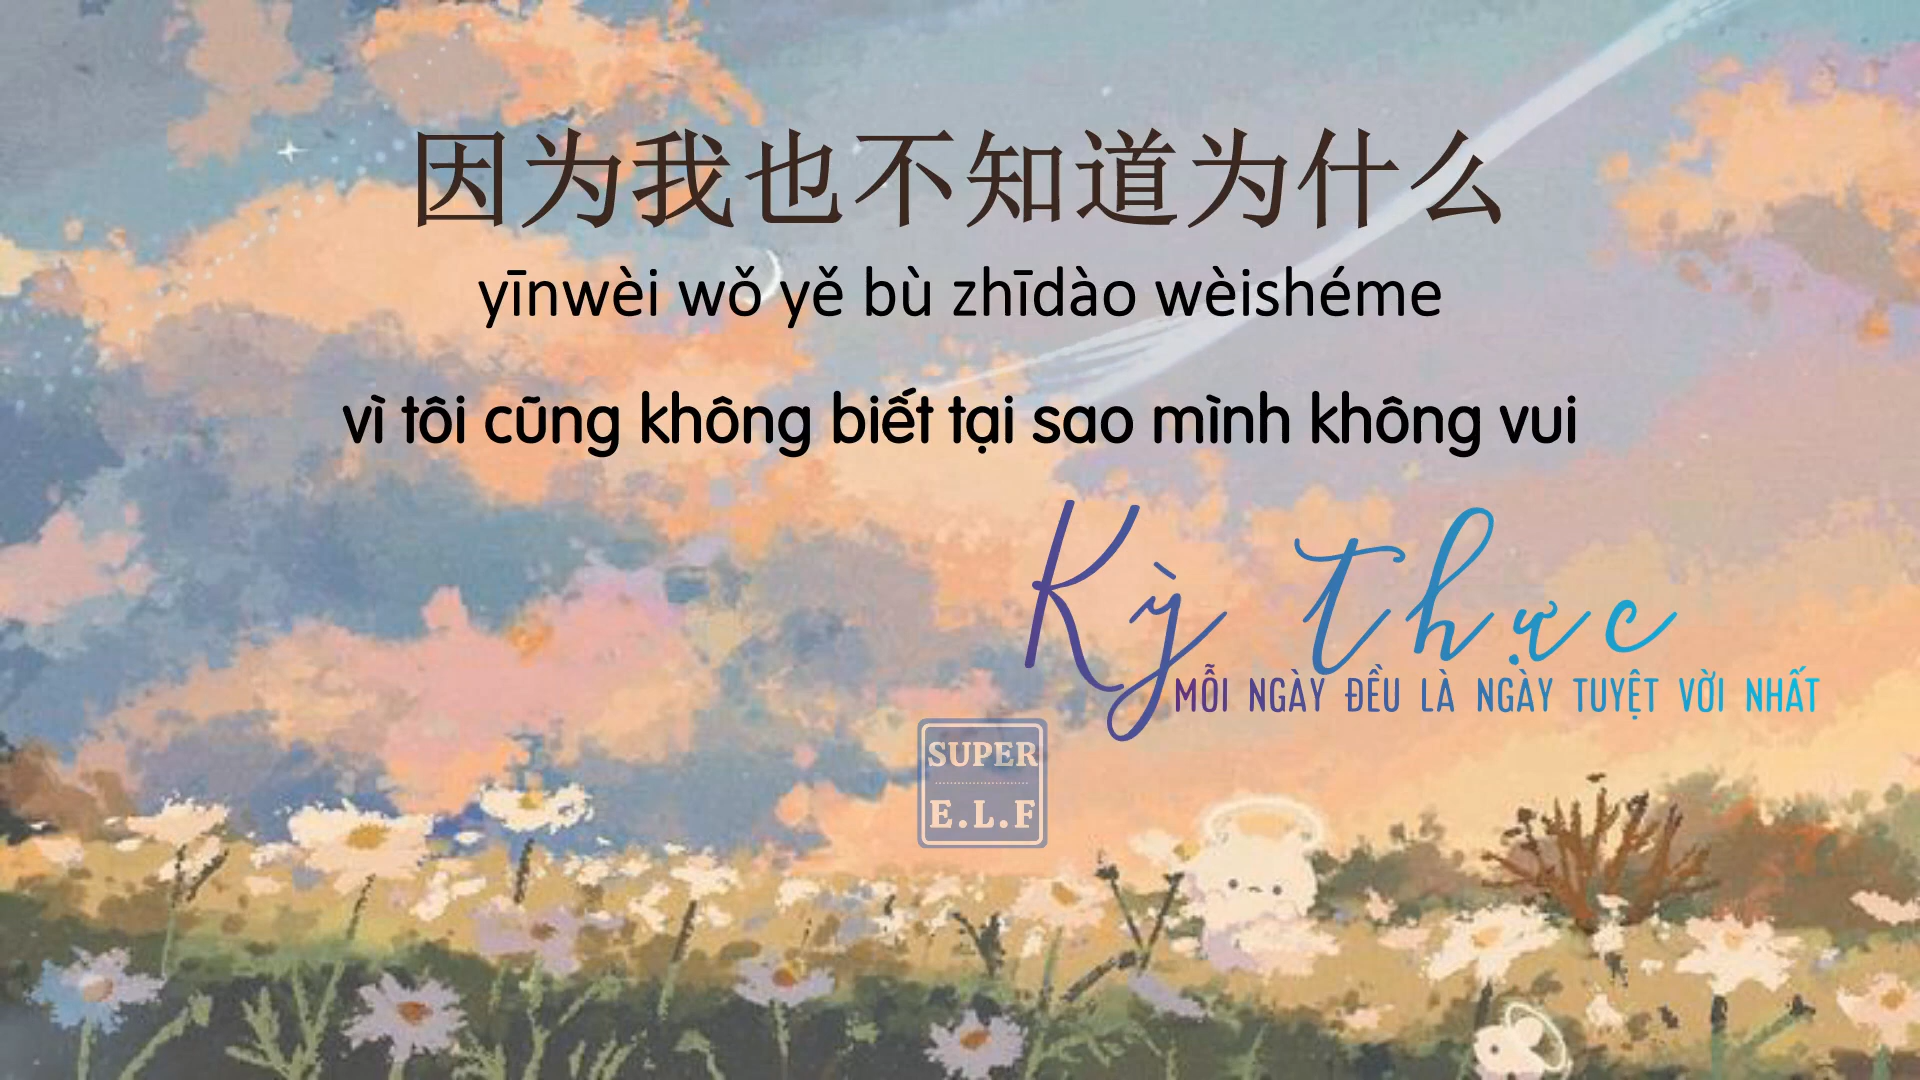 因为我也不知道为什么
yīnwèi wǒ yě bù zhīdào wèishéme
vì tôi cũng không biết tại sao mình không vui
Kỳ thực
MỖI NGÀY ĐỀU LÀ NGÀY TUYỆT VỜI NHẤT
SUPER
E.L.F